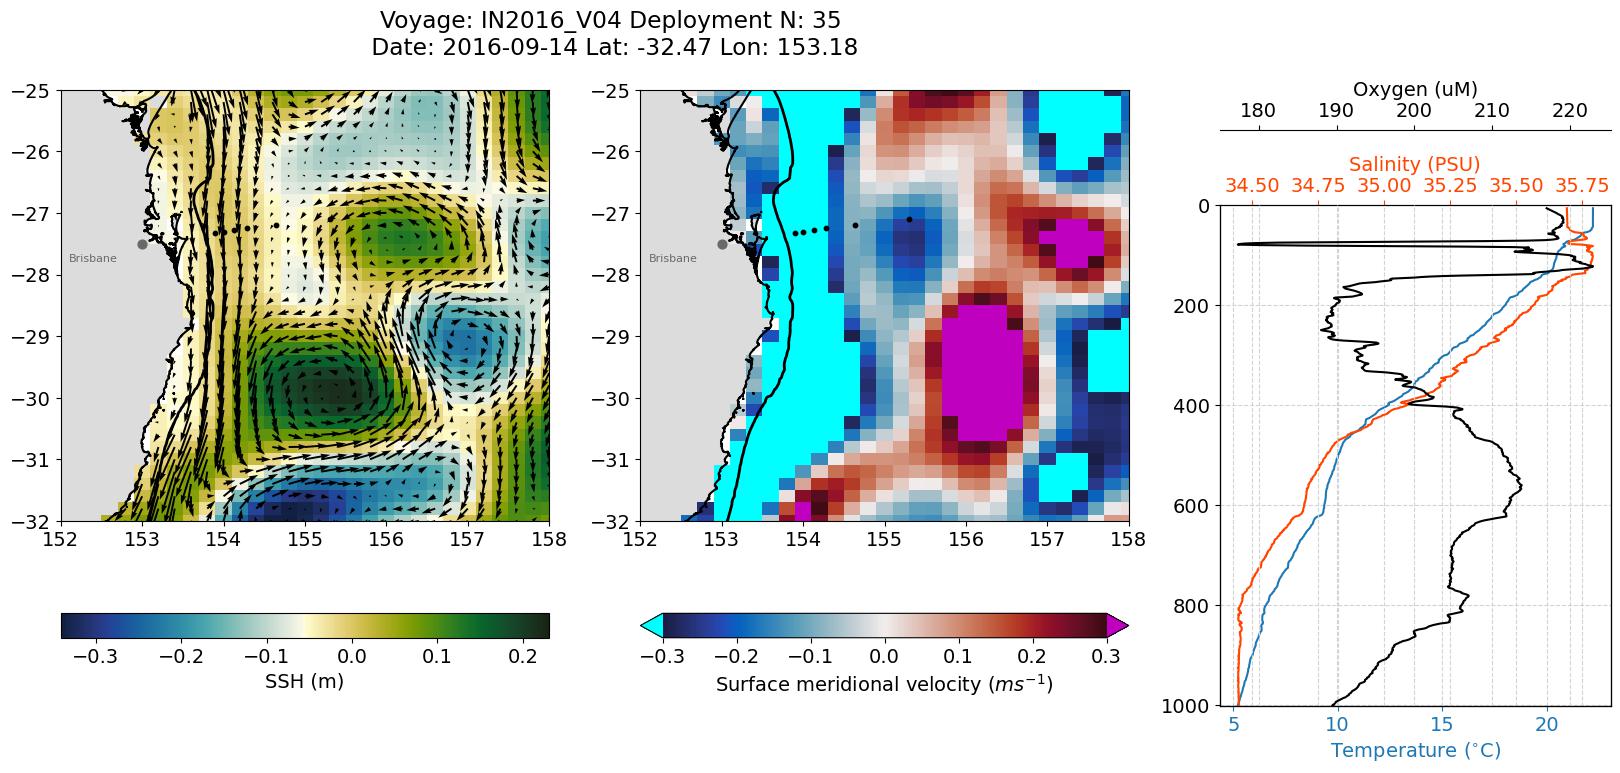 Voyage: IN2016_V04 Deployment N: 35
Date: 2016-09-14 Lat: -32.47 Lon: 153.18
−25
−26
−27
−28
−29
−30
−31
−32
152 153 154 155 156 157 158
Brisbane
−0.3 −0.2 −0.1 0.0 0.1 0.2
SSH (m)
−25
−26
−27
−28
−29
−30
−31
−32
152 153 154 155 156 157 158
Brisbane
−0.3 −0.2 −0.1 0.0 0.1 0.2 0.3
Surface meridional velocity (ms⁻¹)
Oxygen (uM)
180 190 200 210 220
Salinity (PSU)
34.50 34.75 35.00 35.25 35.50 35.75
0
200
400
600
800
1000
5 10 15 20
Temperature (°C)